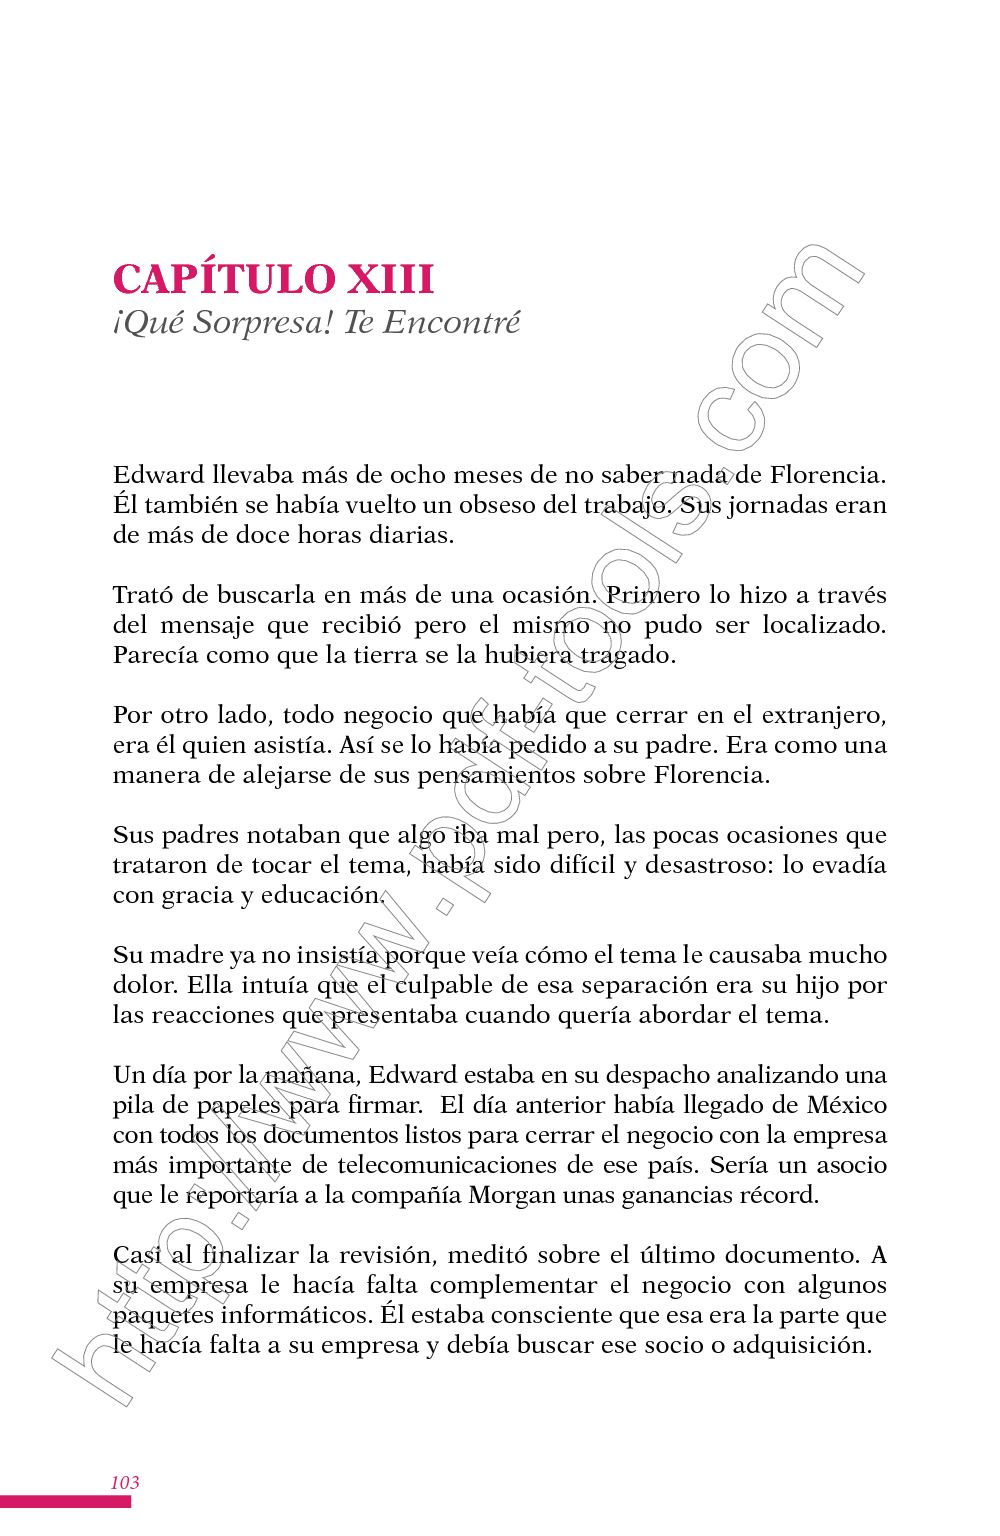 CAPÍTULO XIII
¡Qué Sorpresa! Te Encontré
Edward llevaba más de ocho meses de no saber nada de Florencia.
Él también se había vuelto un obseso del trabajo. Sus jornadas eran
de más de doce horas diarias.
Trató de buscarla en más de una ocasión. Primero lo hizo a través
del mensaje que recibió pero el mismo no pudo ser localizado.
Parecía como que la tierra se la hubiera tragado.
Por otro lado, todo negocio que había que cerrar en el extranjero,
era él quien asistía. Así se lo había pedido a su padre. Era como una
manera de alejarse de sus pensamientos sobre Florencia.
Sus padres notaban que algo iba mal pero, las pocas ocasiones que
trataron de tocar el tema, había sido difícil y desastroso: lo evadía
con gracia y educación.
Su madre ya no insistía porque veía cómo el tema le causaba mucho
dolor. Ella intuía que el culpable de esa separación era su hijo por
las reacciones que presentaba cuando quería abordar el tema.
Un día por la mañana, Edward estaba en su despacho analizando una
pila de papeles para firmar. El día anterior había llegado de México
con todos los documentos listos para cerrar el negocio con la empresa
más importante de telecomunicaciones de ese país. Sería un asocio
que le reportaría a la compañía Morgan unas ganancias récord.
Casi al finalizar la revisión, meditó sobre el último documento. A
su empresa le hacía falta complementar el negocio con algunos
paquetes informáticos. Él estaba consciente que esa era la parte que
le hacía falta a su empresa y debía buscar ese socio o adquisición.
103
http://www.pdf-tools.com